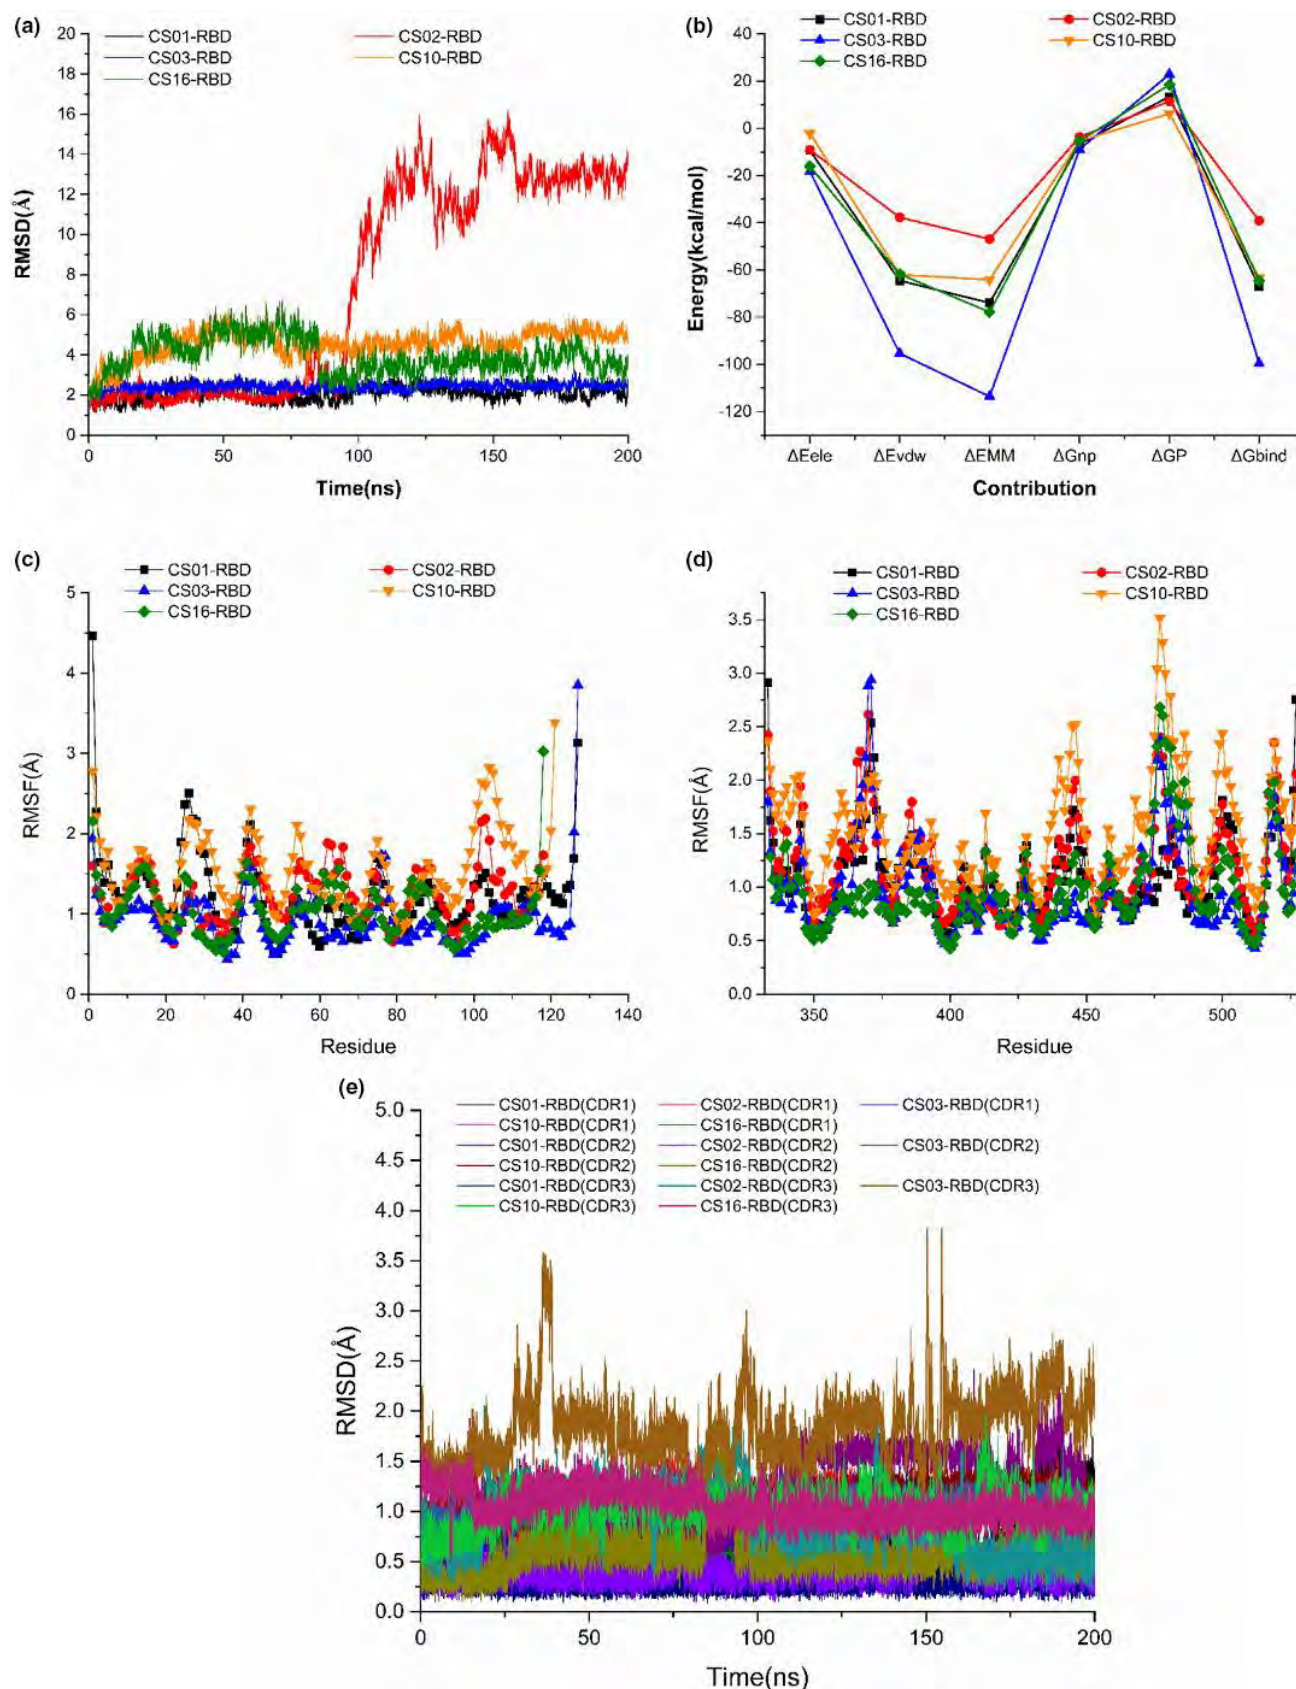 (a)
CS01-RBD CS02-RBD
CS03-RBD CS10-RBD
CS16-RBD
20
18
16
14
12
10
8
6
4
2
0
RMSD(Å)
0 50 100 150 200
Time(ns)
(b)
CS01-RBD CS02-RBD
CS03-RBD CS10-RBD
CS16-RBD
40
20
0
-20
-40
-60
-80
-100
-120
Energy(kcal/mol)
ΔEele ΔEvdw ΔEMM ΔGnp ΔGP ΔGbind
Contribution
(c)
CS01-RBD CS02-RBD
CS03-RBD CS10-RBD
CS16-RBD
5
4
3
2
1
0
RMSF(Å)
0 20 40 60 80 100 120 140
Residue
(d)
CS01-RBD CS02-RBD
CS03-RBD CS10-RBD
CS16-RBD
3.5
3.0
2.5
2.0
1.5
1.0
0.5
0.0
RMSF(Å)
350 400 450 500
Residue
(e)
CS01-RBD(CDR1) CS02-RBD(CDR1) CS03-RBD(CDR1)
CS10-RBD(CDR1) CS16-RBD(CDR1)
CS01-RBD(CDR2) CS02-RBD(CDR2) CS03-RBD(CDR2)
CS10-RBD(CDR2) CS16-RBD(CDR2)
CS01-RBD(CDR3) CS02-RBD(CDR3) CS03-RBD(CDR3)
CS10-RBD(CDR3) CS16-RBD(CDR3)
5.0
4.5
4.0
3.5
3.0
2.5
2.0
1.5
1.0
0.5
0.0
RMSD(Å)
0 50 100 150 200
Time(ns)